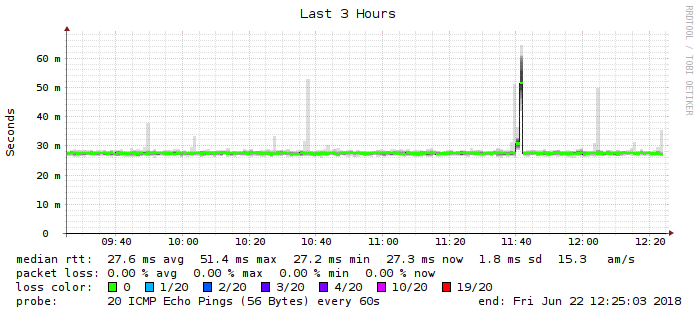 Last 3 Hours
RRDTOOL / TOBI OETIKER
Seconds
60 m
50 m
40 m
30 m
20 m
10 m
0
09:40 10:00 10:20 10:40 11:00 11:20 11:40 12:00 12:20
median rtt: 27.6 ms avg 51.4 ms max 27.2 ms min 27.3 ms now 1.8 ms sd 15.3 am/s
packet loss: 0.00 % avg 0.00 % max 0.00 % min 0.00 % now
loss color: 0 1/20 2/20 3/20 4/20 10/20 19/20
probe: 20 ICMP Echo Pings (56 Bytes) every 60s end: Fri Jun 22 12:25:03 2018